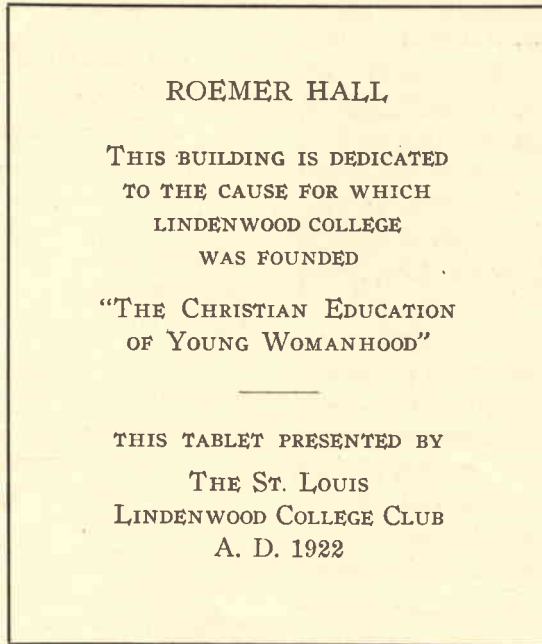 ROEMER HALL
THIS BUILDING IS DEDICATED
TO THE CAUSE FOR WHICH
LINDENWOOD COLLEGE
WAS FOUNDED
“THE CHRISTIAN EDUCATION
OF YOUNG WOMANHOOD”
THIS TABLET PRESENTED BY
THE ST. LOUIS
LINDENWOOD COLLEGE CLUB
A. D. 1922